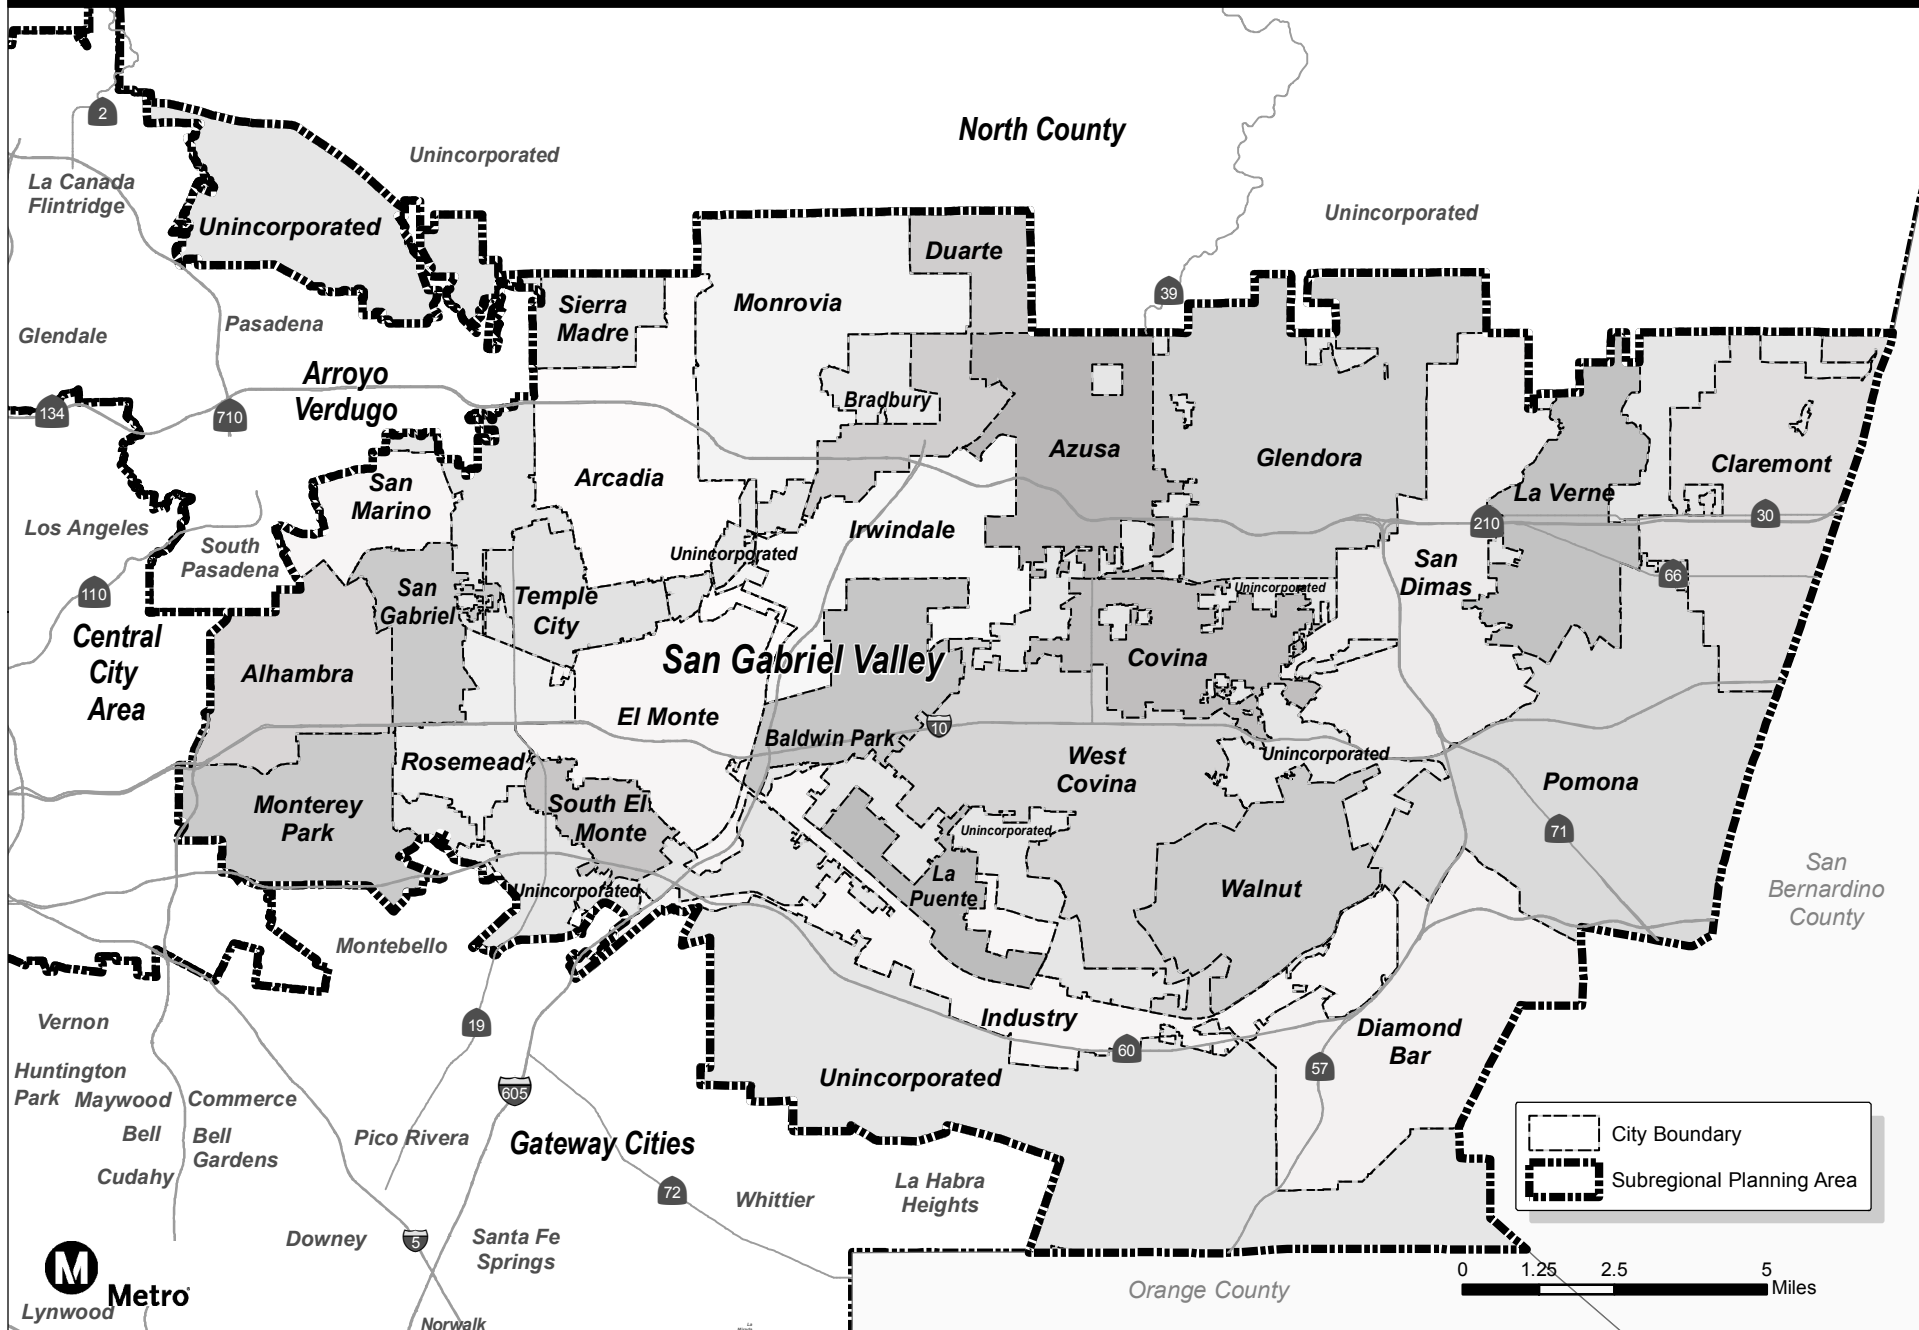 2
North County
Unincorporated
La Canada
Flintridge
Unincorporated
Unincorporated
Duarte
39
Sierra
Madre
Monrovia
Glendale
Pasadena
Arroyo
Verdugo
134
710
Bradbury
Azusa
Glendora
Claremont
La Verne
Arcadia
San
Marino
Irwindale
210
30
Los Angeles
South
Pasadena
Unincorporated
San
Dimas
66
110
San
Gabriel
Temple
City
Unincorporated
Central
City
Area
Alhambra
San Gabriel Valley
Covina
El Monte
Baldwin Park
10
West
Covina
Unincorporated
Rosemead
Pomona
Monterey
Park
South El
Monte
Unincorporated
71
La
Puente
Walnut
San
Bernardino
County
Unincorporated
Montebello
Vernon
19
Industry
60
Diamond
Bar
57
Huntington
Park
Maywood
Commerce
605
Unincorporated
Bell
Bell
Gardens
Pico Rivera
Gateway Cities
Cudahy
72
Whittier
La Habra
Heights
City Boundary
Subregional Planning Area
Downey
5
Santa Fe
Springs
Orange County
0 1.25 2.5 5
Miles
M
Metro
Lynwood
Norwalk